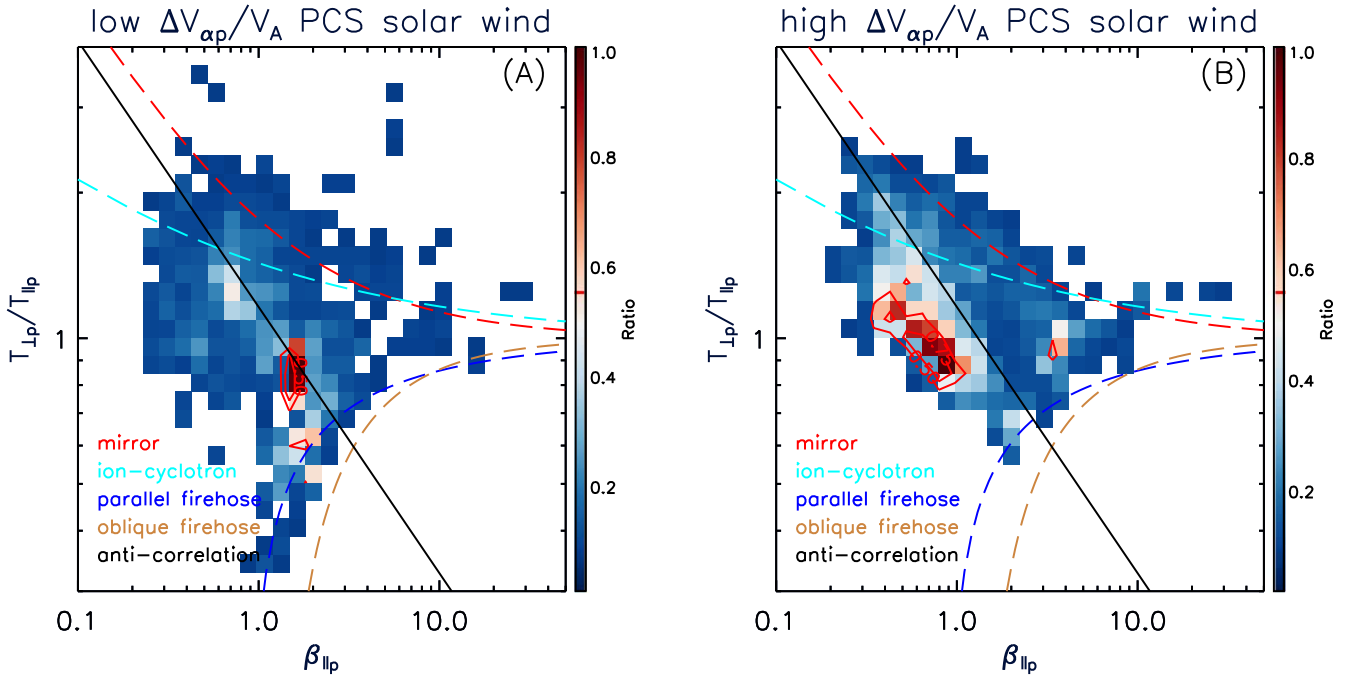 low ΔV_αp/V_A PCS solar wind
(A)
T_⊥p/T_∥p
1
mirror
ion−cyclotron
parallel firehose
oblique firehose
anti−correlation
0.1
1.0
10.0
β_∥p
1.0
0.8
0.6
0.4
0.2
Ratio
high ΔV_αp/V_A PCS solar wind
(B)
T_⊥p/T_∥p
1
mirror
ion−cyclotron
parallel firehose
oblique firehose
anti−correlation
0.1
1.0
10.0
β_∥p
1.0
0.8
0.6
0.4
0.2
Ratio